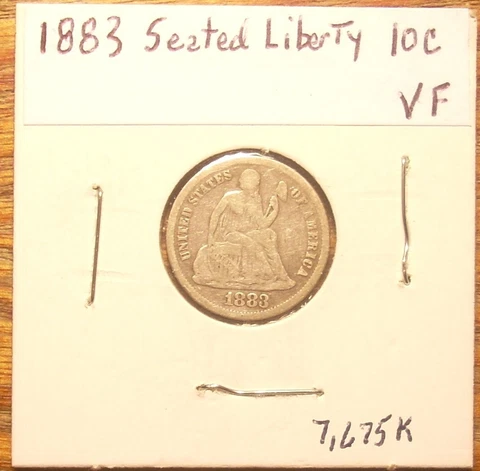 1883 Seated Liberty 10c
VF
UNITED STATES OF AMERICA
1883
7,675K